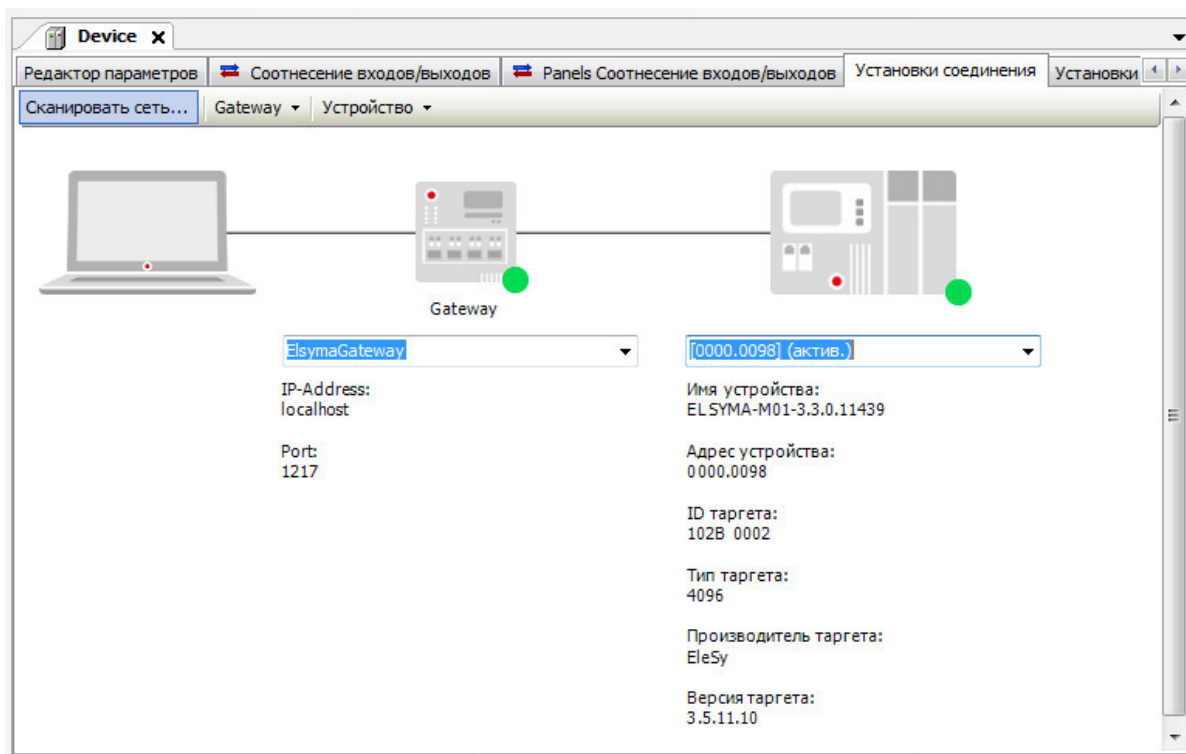 Device
Редактор параметров
Соотнесение входов/выходов
Panels Соотнесение входов/выходов
Установки соединения
Установки
Сканировать сеть...
Gateway
Устройство
Gateway
ElsymaGateway
IP-Address:
localhost
Port:
1217
[0000.0098] (актив.)
Имя устройства:
ELSYMA-M01-3.3.0.11439
Адрес устройства:
0000.0098
ID таргета:
102B 0002
Тип таргета:
4096
Производитель таргета:
EleSy
Версия таргета:
3.5.11.10